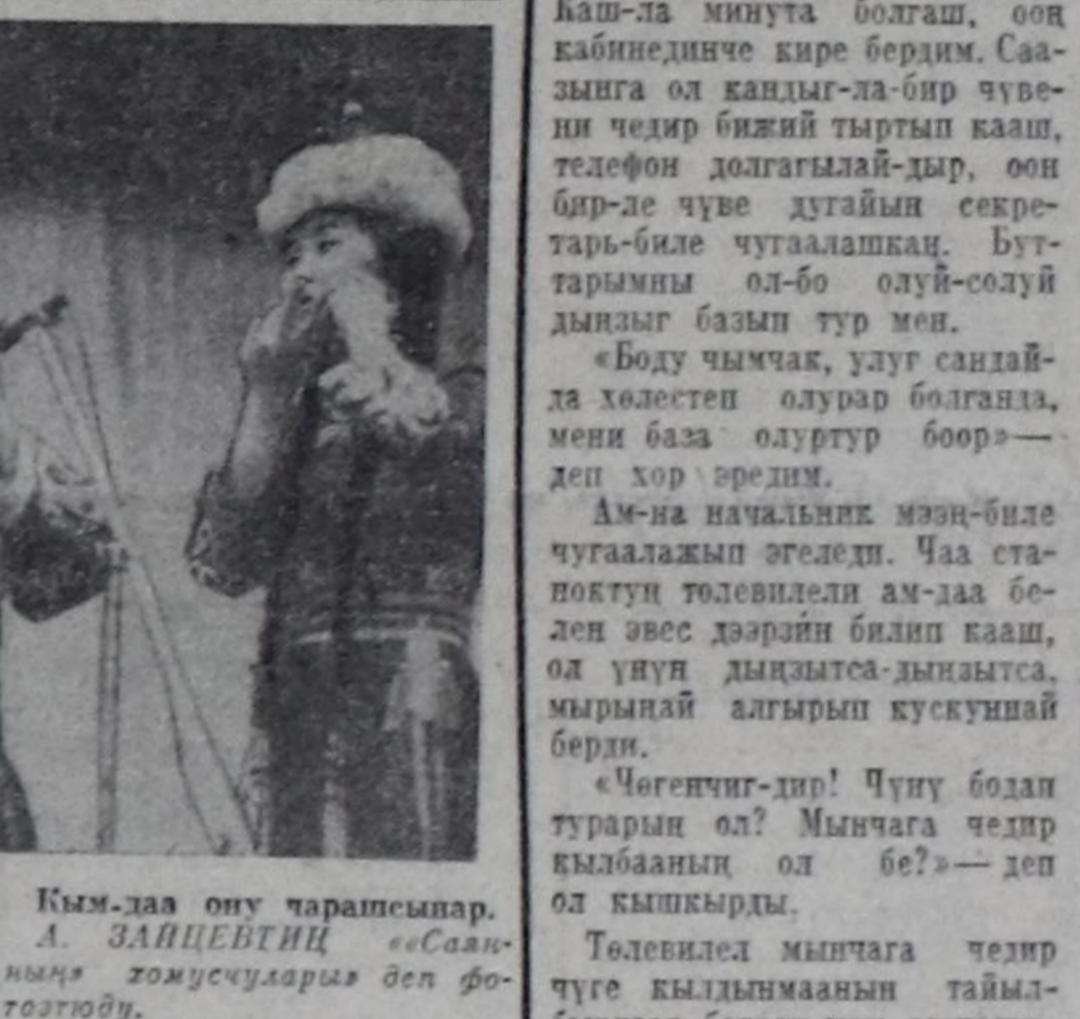 Кым-даа ону чарашсынар.
А. ЗАЙЦЕВТИҢ ««Саян-
ның» хомусчулары» деп фо-
тоэтюду.
Каш-ла минута болгаш, ооң
кабинединче кире бердим. Саа-
зынга ол кандыг-ла-бир чүве-
ни чедир бижий тыртып кааш,
телефон долгагылай-дыр, оон
бир-ле чүве дугайын секре-
тарь-биле чугаалашкан. Бут-
тарымны ол-бо олуй-солуй
дыңзыг базып тур мен.
«Боду чымчак, улуг сандай-
да хөлестеп олурар болганда,
мени база олуртур боор»—
деп хор эредим.
Ам-на начальник мээң-биле
чугаалажып эгеледи. Чаа ста-
ноктуң төлевилели ам-даа бе-
лен эвес дээрзин билип кааш,
ол үнүн дыңзытса-дыңзытса,
мырыңай алгырып кускуннай
берди.
«Чөгенчиг-дир! Чүнү бодап
турарың ол? Мынчага чедир
кылбааның ол бе?»— деп
ол кышкырды.
Төлевилел мынчага чедир
чүге кылдынмаанын тайыл-